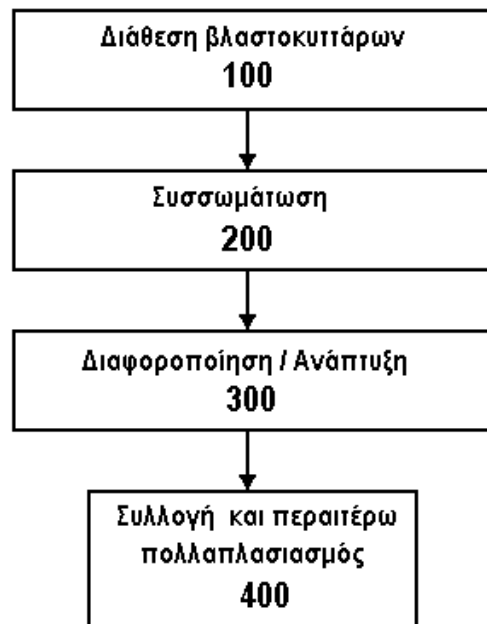 Διάθεση βλαστοκυττάρων
100
Συσσωμάτωση
200
Διαφοροποίηση / Ανάπτυξη
300
Συλλογή και περαιτέρω
πολλαπλασιασμός
400